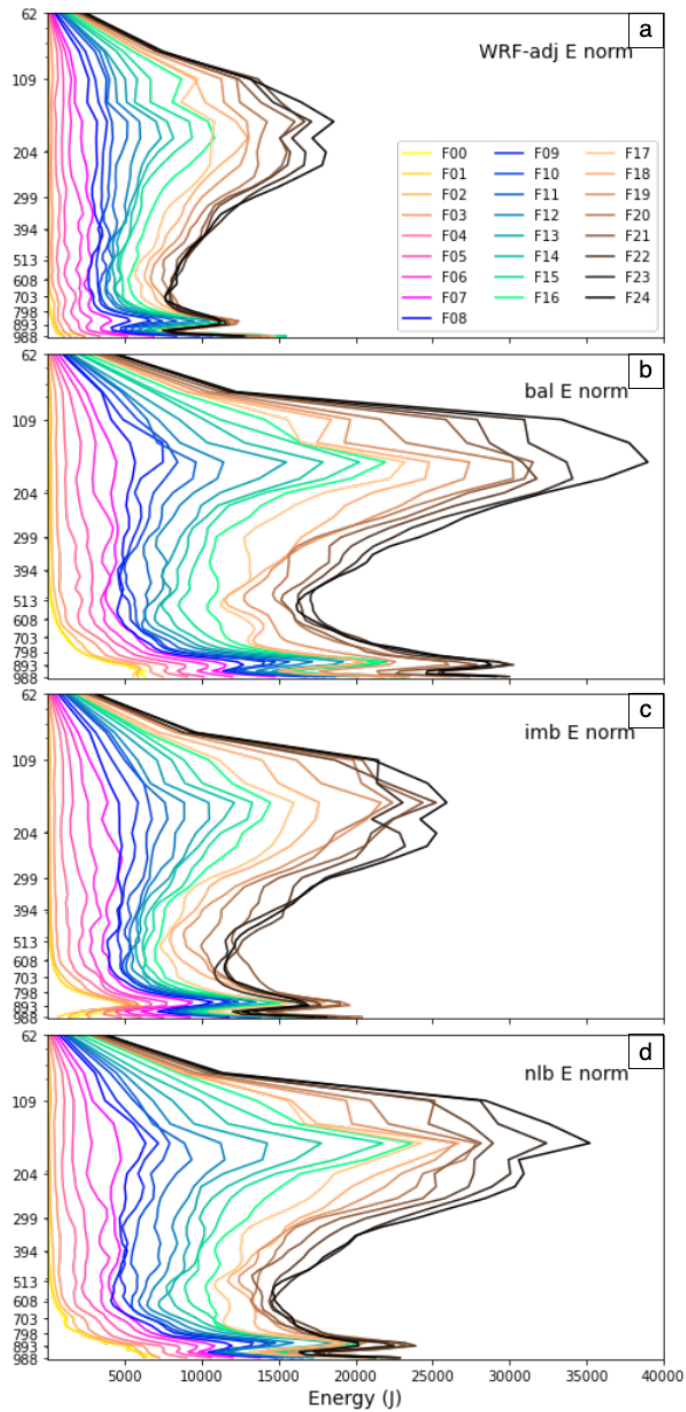 a
WRF-adj E norm
62
109
204
299
394
513
608
703
798
893
988
F00 F09 F17
F01 F10 F18
F02 F11 F19
F03 F12 F20
F04 F13 F21
F05 F14 F22
F06 F15 F23
F07 F16 F24
F08
b
bal E norm
62
109
204
299
394
513
608
703
798
893
988
c
imb E norm
62
109
204
299
394
513
608
703
798
893
988
d
nlb E norm
62
109
204
299
394
513
608
703
798
893
988
5000 10000 15000 20000 25000 30000 35000 40000
Energy (J)